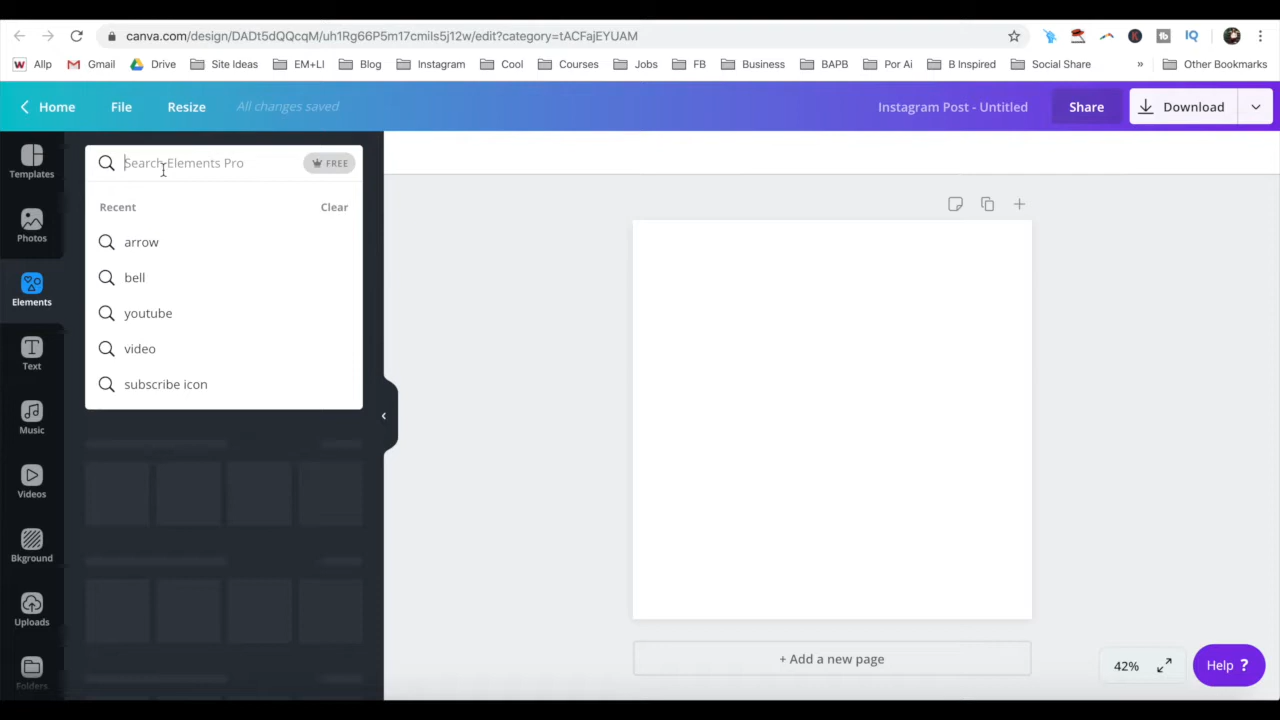 canva.com/design/DADt5dQQcqM/uh1Rg66P5m17cmils5j12w/edit?category=tACFajEYUAM
Allp Gmail Drive Site Ideas EM+LI Blog Instagram Cool Courses Jobs FB Business BAPB Por Ai B Inspired Social Share » Other Bookmarks
Home File Resize All changes saved Instagram Post - Untitled Share Download
Templates
Photos
Elements
Text
Music
Videos
Bkground
Uploads
Folders
Search Elements Pro FREE
Recent Clear
arrow
bell
youtube
video
subscribe icon
+ Add a new page
42% Help ?